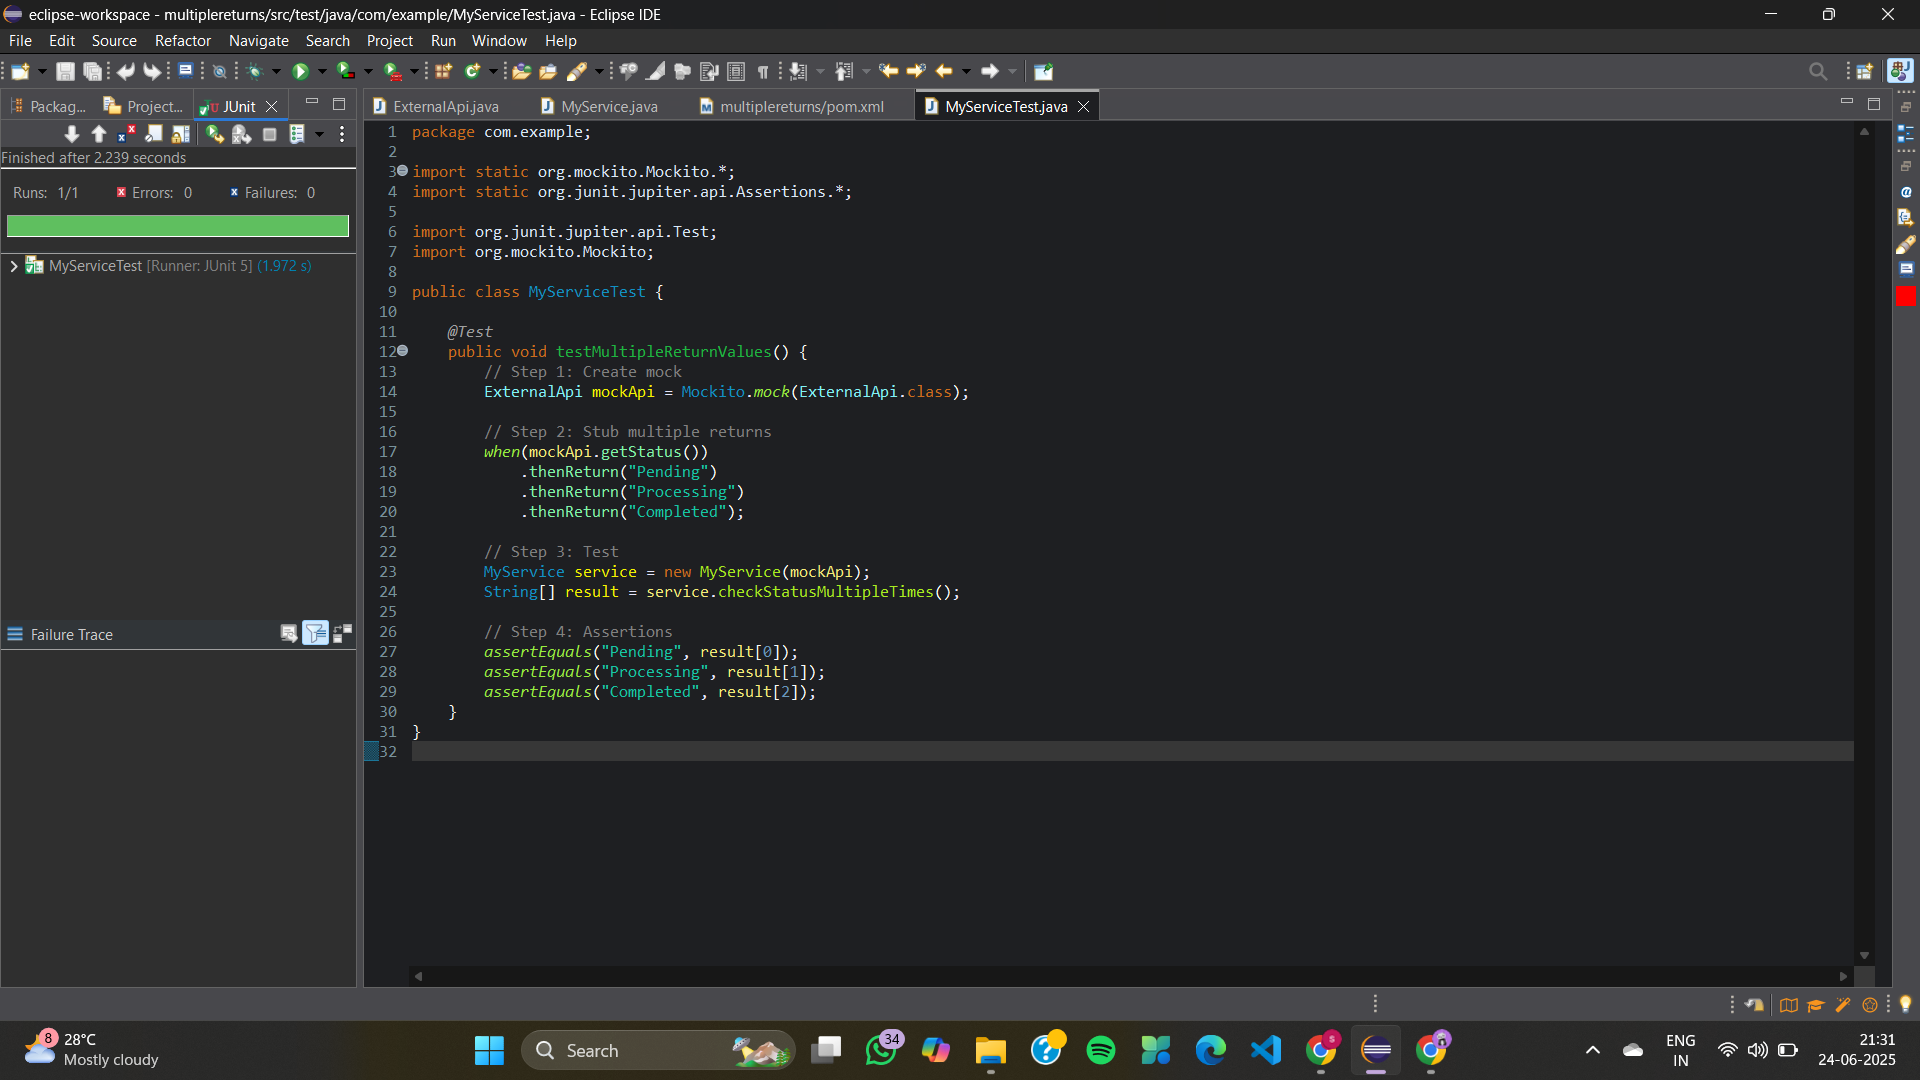 eclipse-workspace - multiplereturns/src/test/java/com/example/MyServiceTest.java - Eclipse IDE
File Edit Source Refactor Navigate Search Project Run Window Help
Packag... Project... JUnit
ExternalApi.java MyService.java multiplereturns/pom.xml MyServiceTest.java
Finished after 2.239 seconds
Runs: 1/1 Errors: 0 Failures: 0
MyServiceTest [Runner: JUnit 5] (1.972 s)
Failure Trace
1 package com.example;
2
3 import static org.mockito.Mockito.*;
4 import static org.junit.jupiter.api.Assertions.*;
5
6 import org.junit.jupiter.api.Test;
7 import org.mockito.Mockito;
8
9 public class MyServiceTest {
10
11 @Test
12 public void testMultipleReturnValues() {
13 // Step 1: Create mock
14 ExternalApi mockApi = Mockito.mock(ExternalApi.class);
15
16 // Step 2: Stub multiple returns
17 when(mockApi.getStatus())
18 .thenReturn("Pending")
19 .thenReturn("Processing")
20 .thenReturn("Completed");
21
22 // Step 3: Test
23 MyService service = new MyService(mockApi);
24 String[] result = service.checkStatusMultipleTimes();
25
26 // Step 4: Assertions
27 assertEquals("Pending", result[0]);
28 assertEquals("Processing", result[1]);
29 assertEquals("Completed", result[2]);
30 }
31 }
32
8
28°C
Mostly cloudy
Search
34
ENG
IN
21:31
24-06-2025